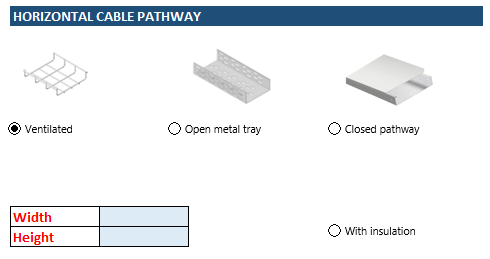 HORIZONTAL CABLE PATHWAY
Ventilated
Open metal tray
Closed pathway
Width
Height
With insulation